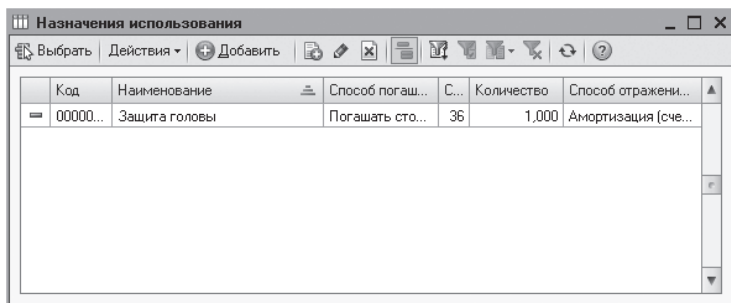 Назначения использования
Выбрать Действия Добавить
Код Наименование Способ погаш... С... Количество Способ отражени...
00000... Защита головы Погашать сто... 36 1,000 Амортизация (сче...